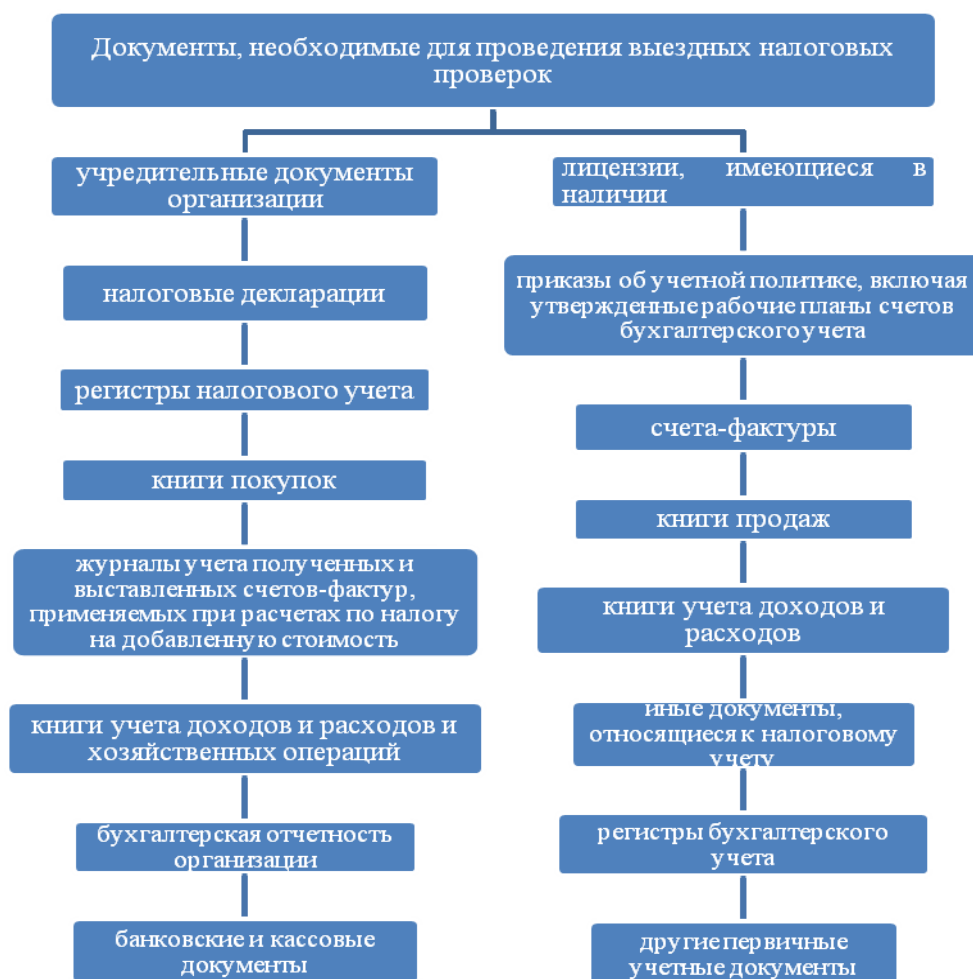 Документы, необходимые для проведения выездных налоговых
проверок
учредительные документы
организации
налоговые декларации
регистры налогового учета
книги покупок
журналы учета полученных и
выставленных счетов-фактур,
применяемых при расчетах по налогу
на добавленную стоимость
книги учета доходов и расходов и
хозяйственных операций
бухгалтерская отчетность
организации
банковские и кассовые
документы
лицензии, имеющиеся в
наличии
приказы об учетной политике, включая
утвержденные рабочие планы счетов
бухгалтерского учета
счета-фактуры
книги продаж
книги учета доходов и
расходов
иные документы,
относящиеся к налоговому
учету
регистры бухгалтерского
учета
другие первичные
учетные документы